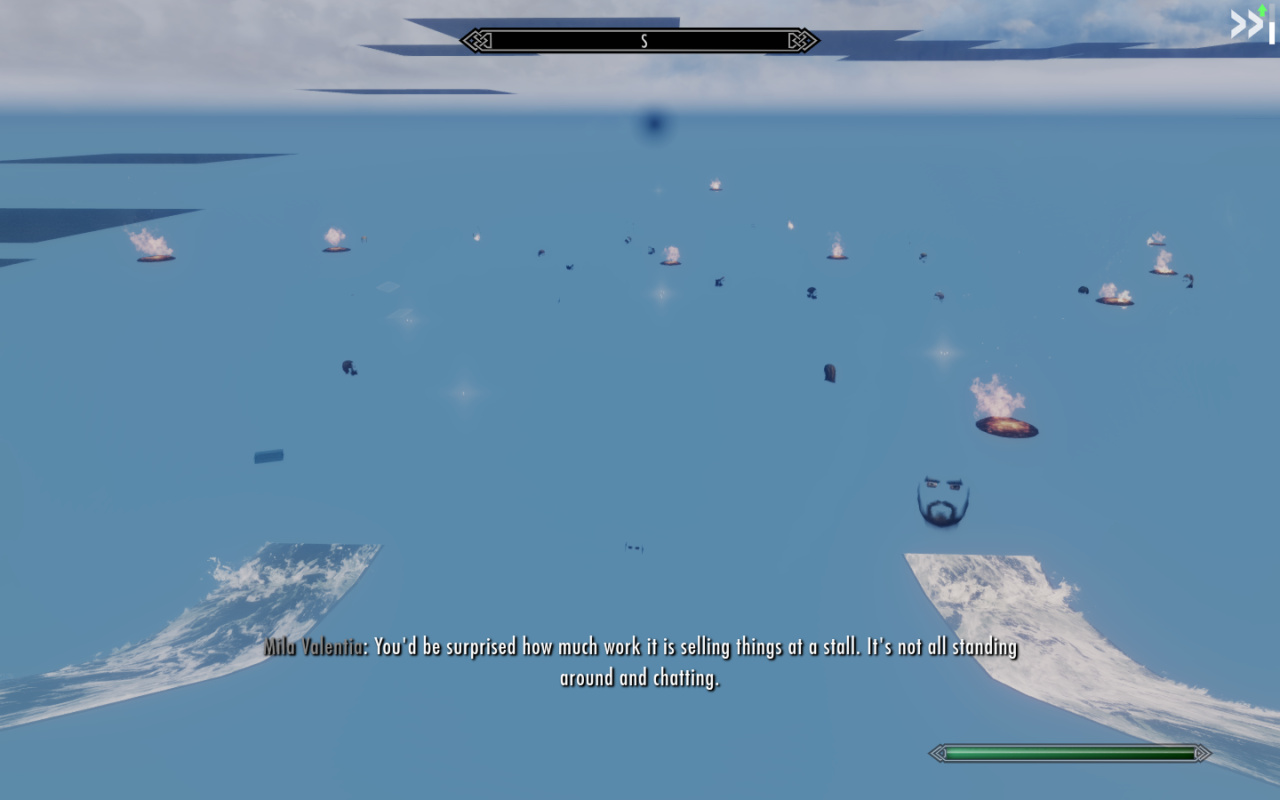 S
Mila Valentia: You'd be surprised how much work it is selling things at a stall. It's not all standing
around and chatting.